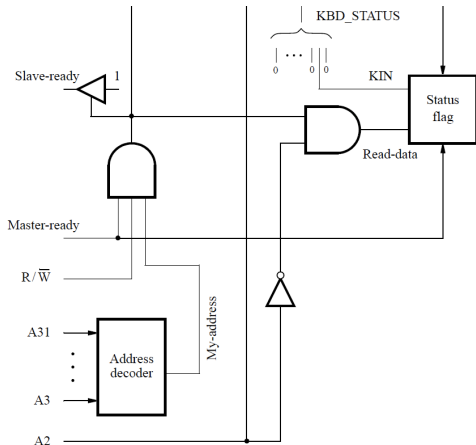 KBD_STATUS
Slave-ready
1
0 ••• 0 0
KIN
Status
flag
Read-data
Master-ready
R/W̅
My-address
A31
Address
decoder
A3
A2